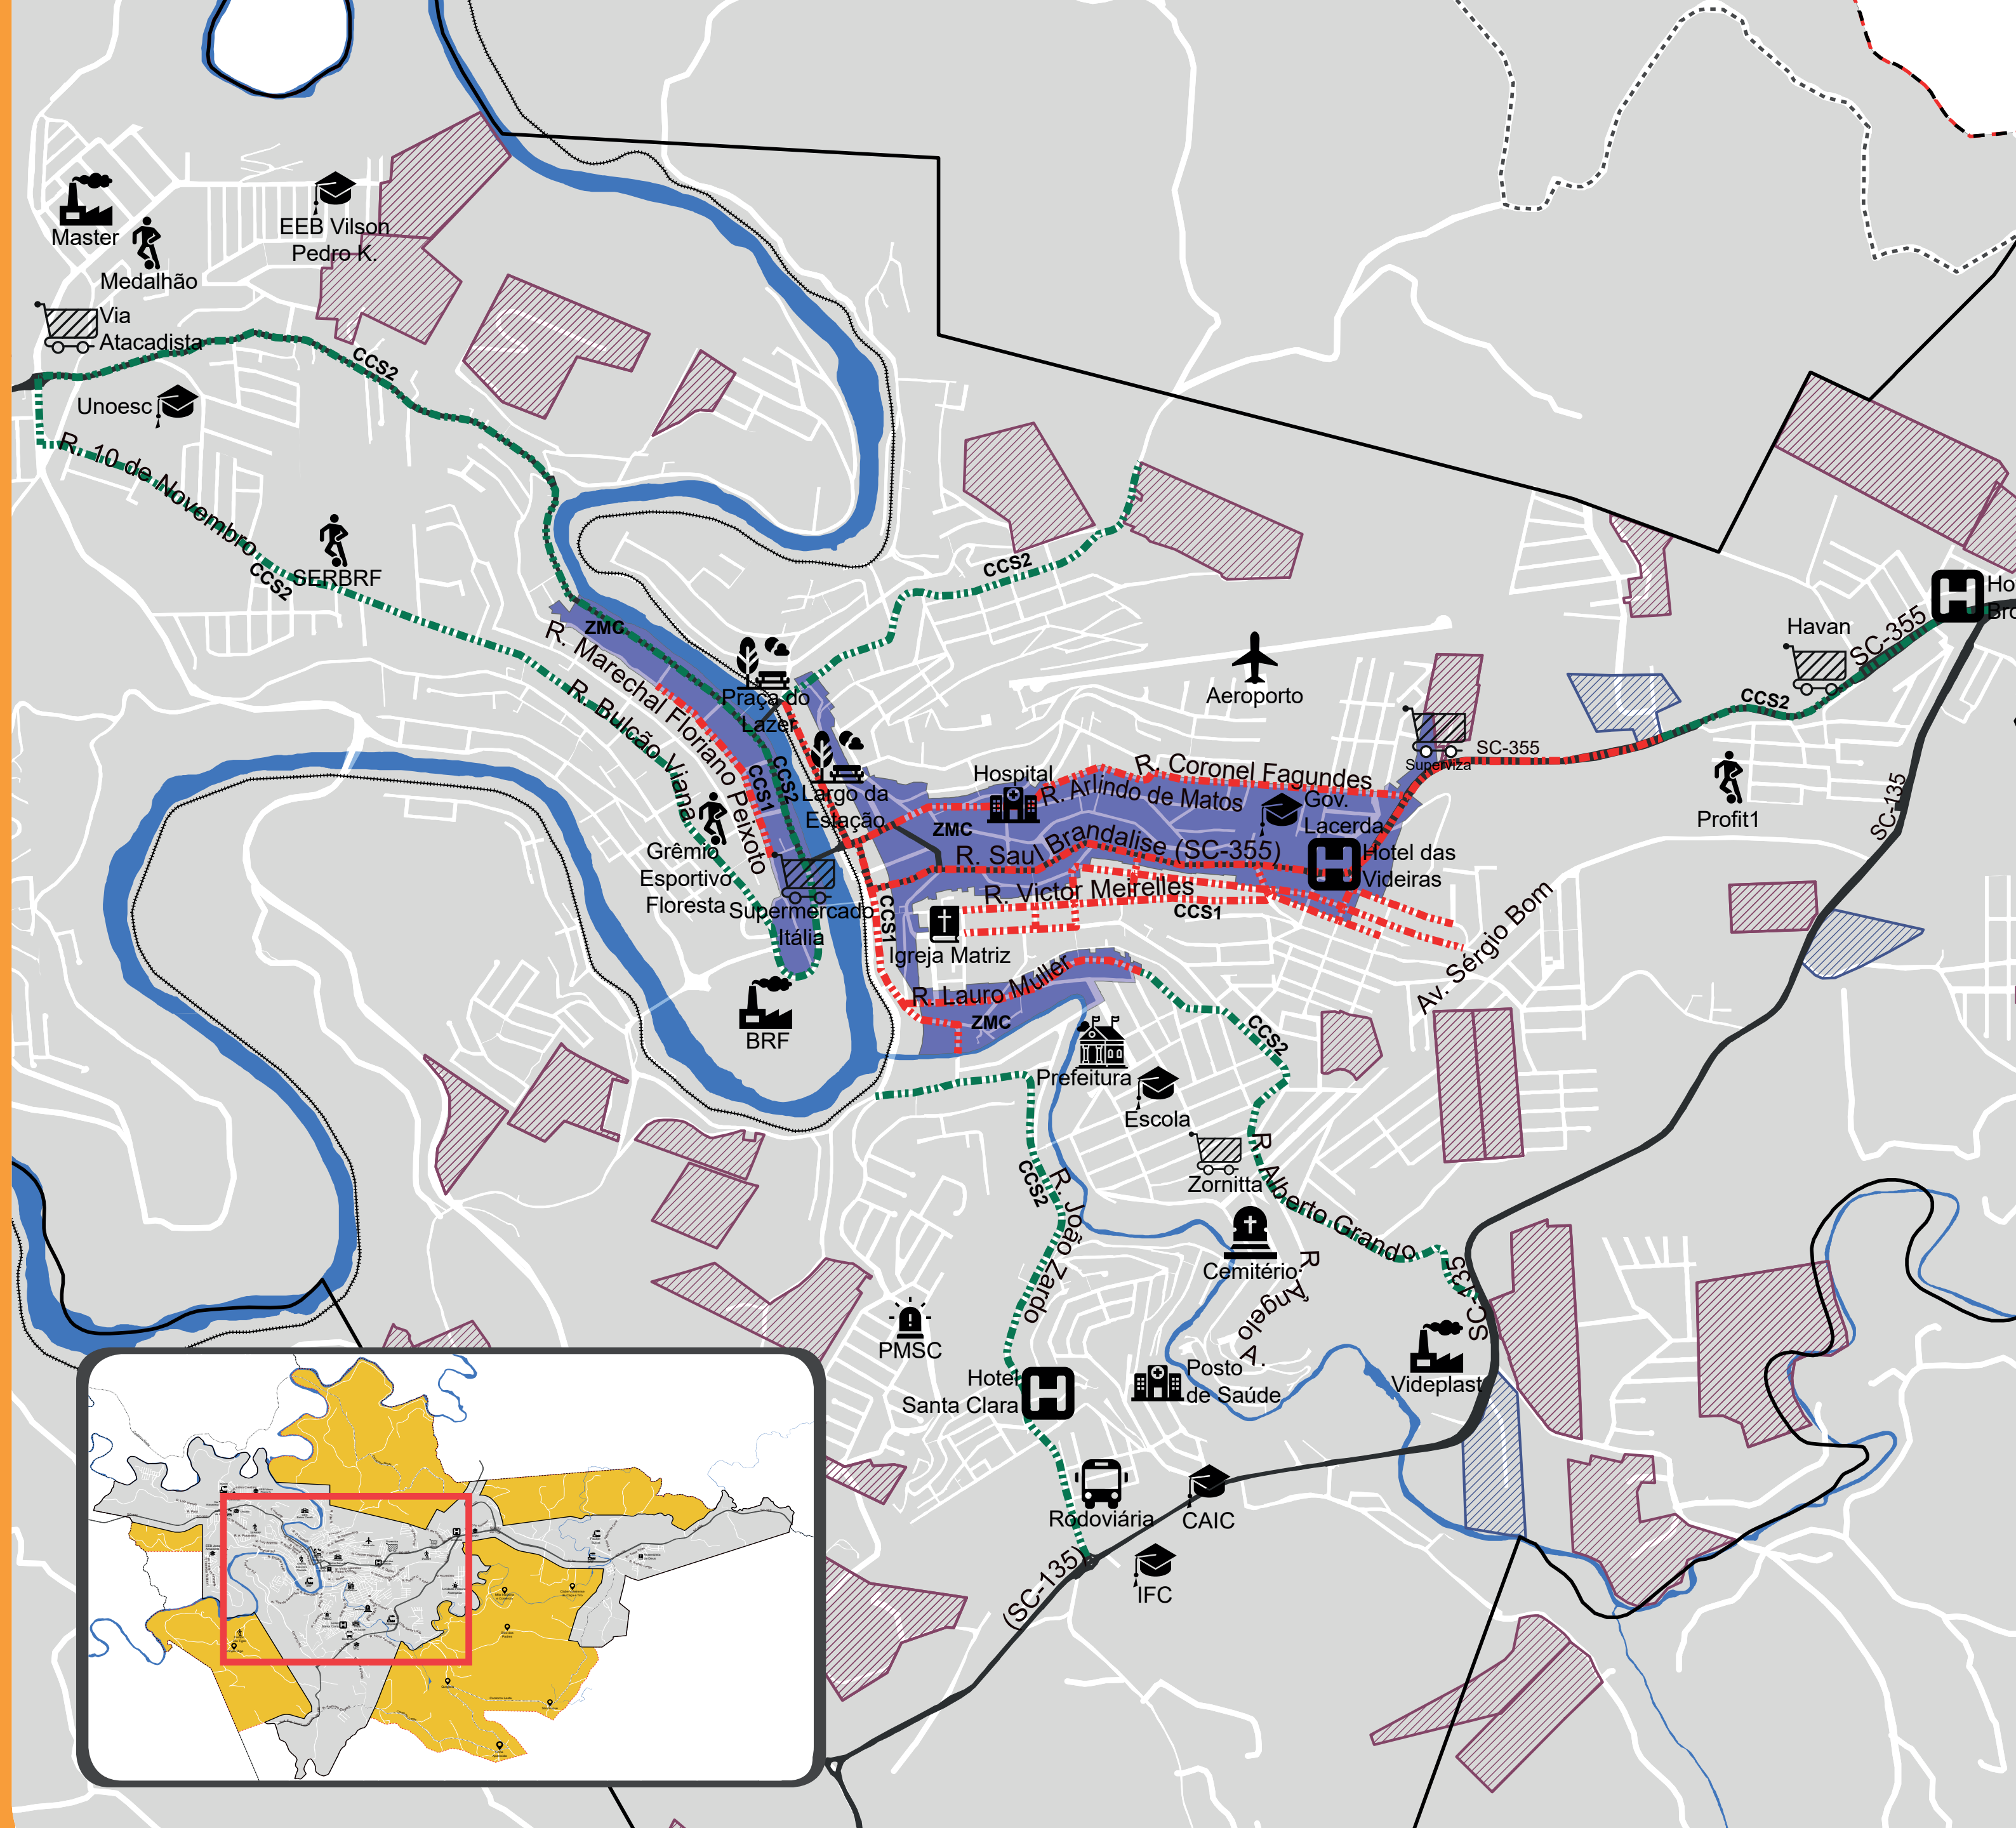 Master
Medalhão
EEB Vilson
Pedro K.
Via
Atacadista
CCS2
Unoesc
R. 10 de Novembro
CCS2
SERBRF
CCS2
ZMC
R. Marechal Floriano Peixoto
R. Bulcão Viana
Praça do
Lazer
CCS1
CCS2
Largo da
Estação
Aeroporto
Havan
SC-355
CCS2
Ho
Bro
SC-355
Superviza
Profit1
SC-135
Hospital
R. Coronel Fagundes
R. Arlindo de Matos
Gov.
Lacerda
ZMC
R. Saul Brandalise (SC-355)
Hotel das
Videiras
Grêmio
Esportivo
Floresta
Supermercado
Itália
CCS1
R. Victor Meirelles
CCS1
Igreja Matriz
Av. Sérgio Bom
R. Lauro Muller
ZMC
BRF
CCS2
Prefeitura
Escola
Zornitta
CCS2
R. João Zardo
R. Alberto Grando
SC-135
Cemitério
R. Ângelo
A.
PMSC
Hotel
Santa Clara
Posto
de Saúde
Videplast
Rodoviária
CAIC
(SC-135)
IFC